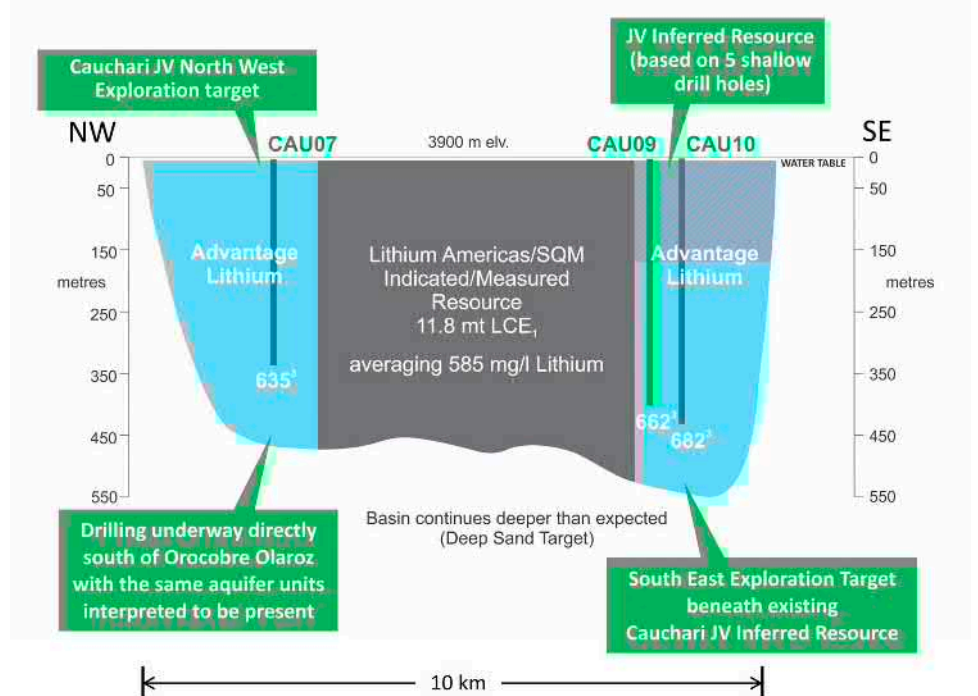 Cauchari JV North West
Exploration target
JV Inferred Resource
(based on 5 shallow
drill holes)
NW
SE
CAU07
3900 m elv.
CAU09
CAU10
0
50
150
metres
250
350
450
550
WATER TABLE
0
50
150
metres
250
350
450
550
Advantage
Lithium
635³
Lithium Americas/SQM
Indicated/Measured
Resource
11.8 mt LCE₁
averaging 585 mg/l Lithium
Advantage
Lithium
662³
682³
Basin continues deeper than expected
(Deep Sand Target)
Drilling underway directly
south of Orocobre Olaroz
with the same aquifer units
interpreted to be present
South East Exploration Target
beneath existing
Cauchari JV Inferred Resource
10 km